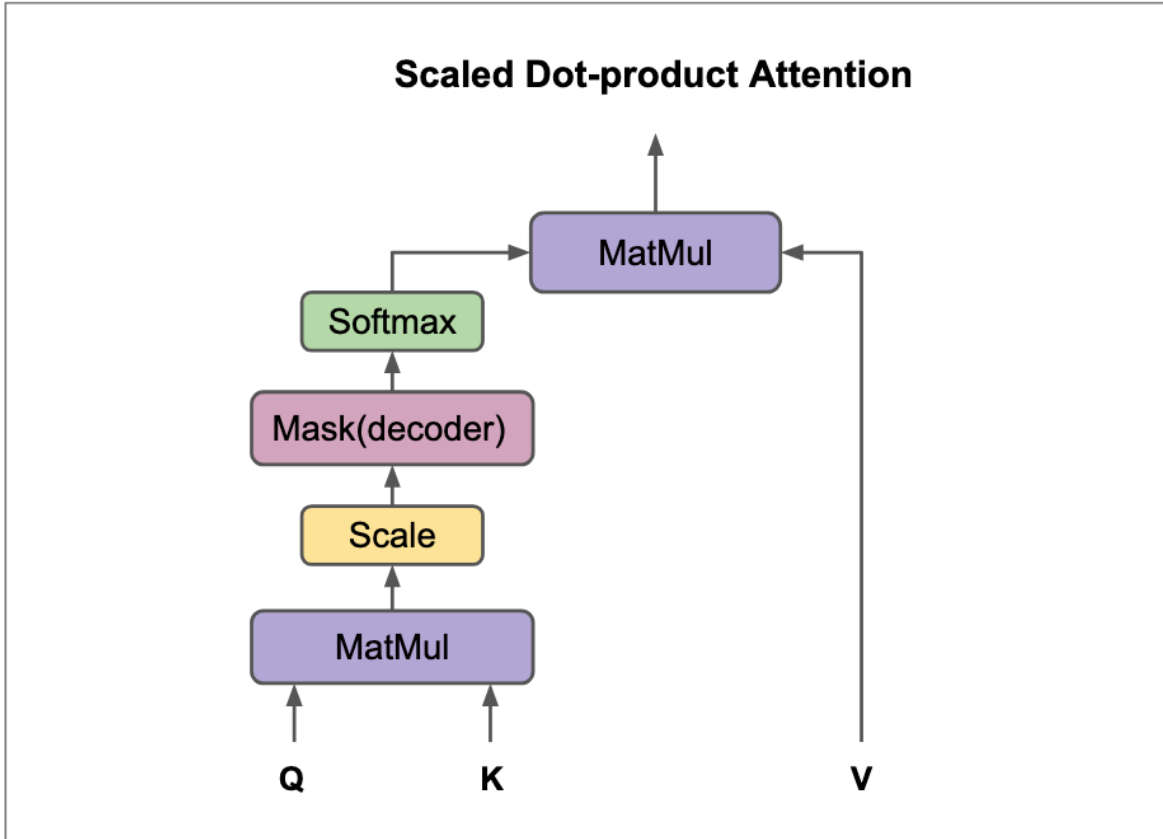 Scaled Dot-product Attention
MatMul
Softmax
Mask(decoder)
Scale
MatMul
Q K V